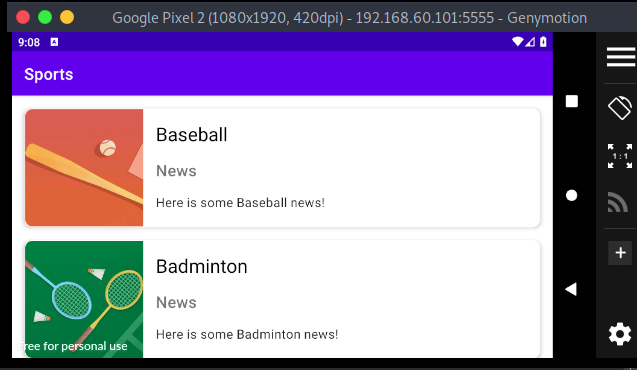 Google Pixel 2 (1080x1920, 420dpi) - 192.168.60.101:5555 - Genymotion
9:08
A
Sports
Baseball
News
Here is some Baseball news!
Badminton
News
Here is some Badminton news!
Free for personal use
1 : 1